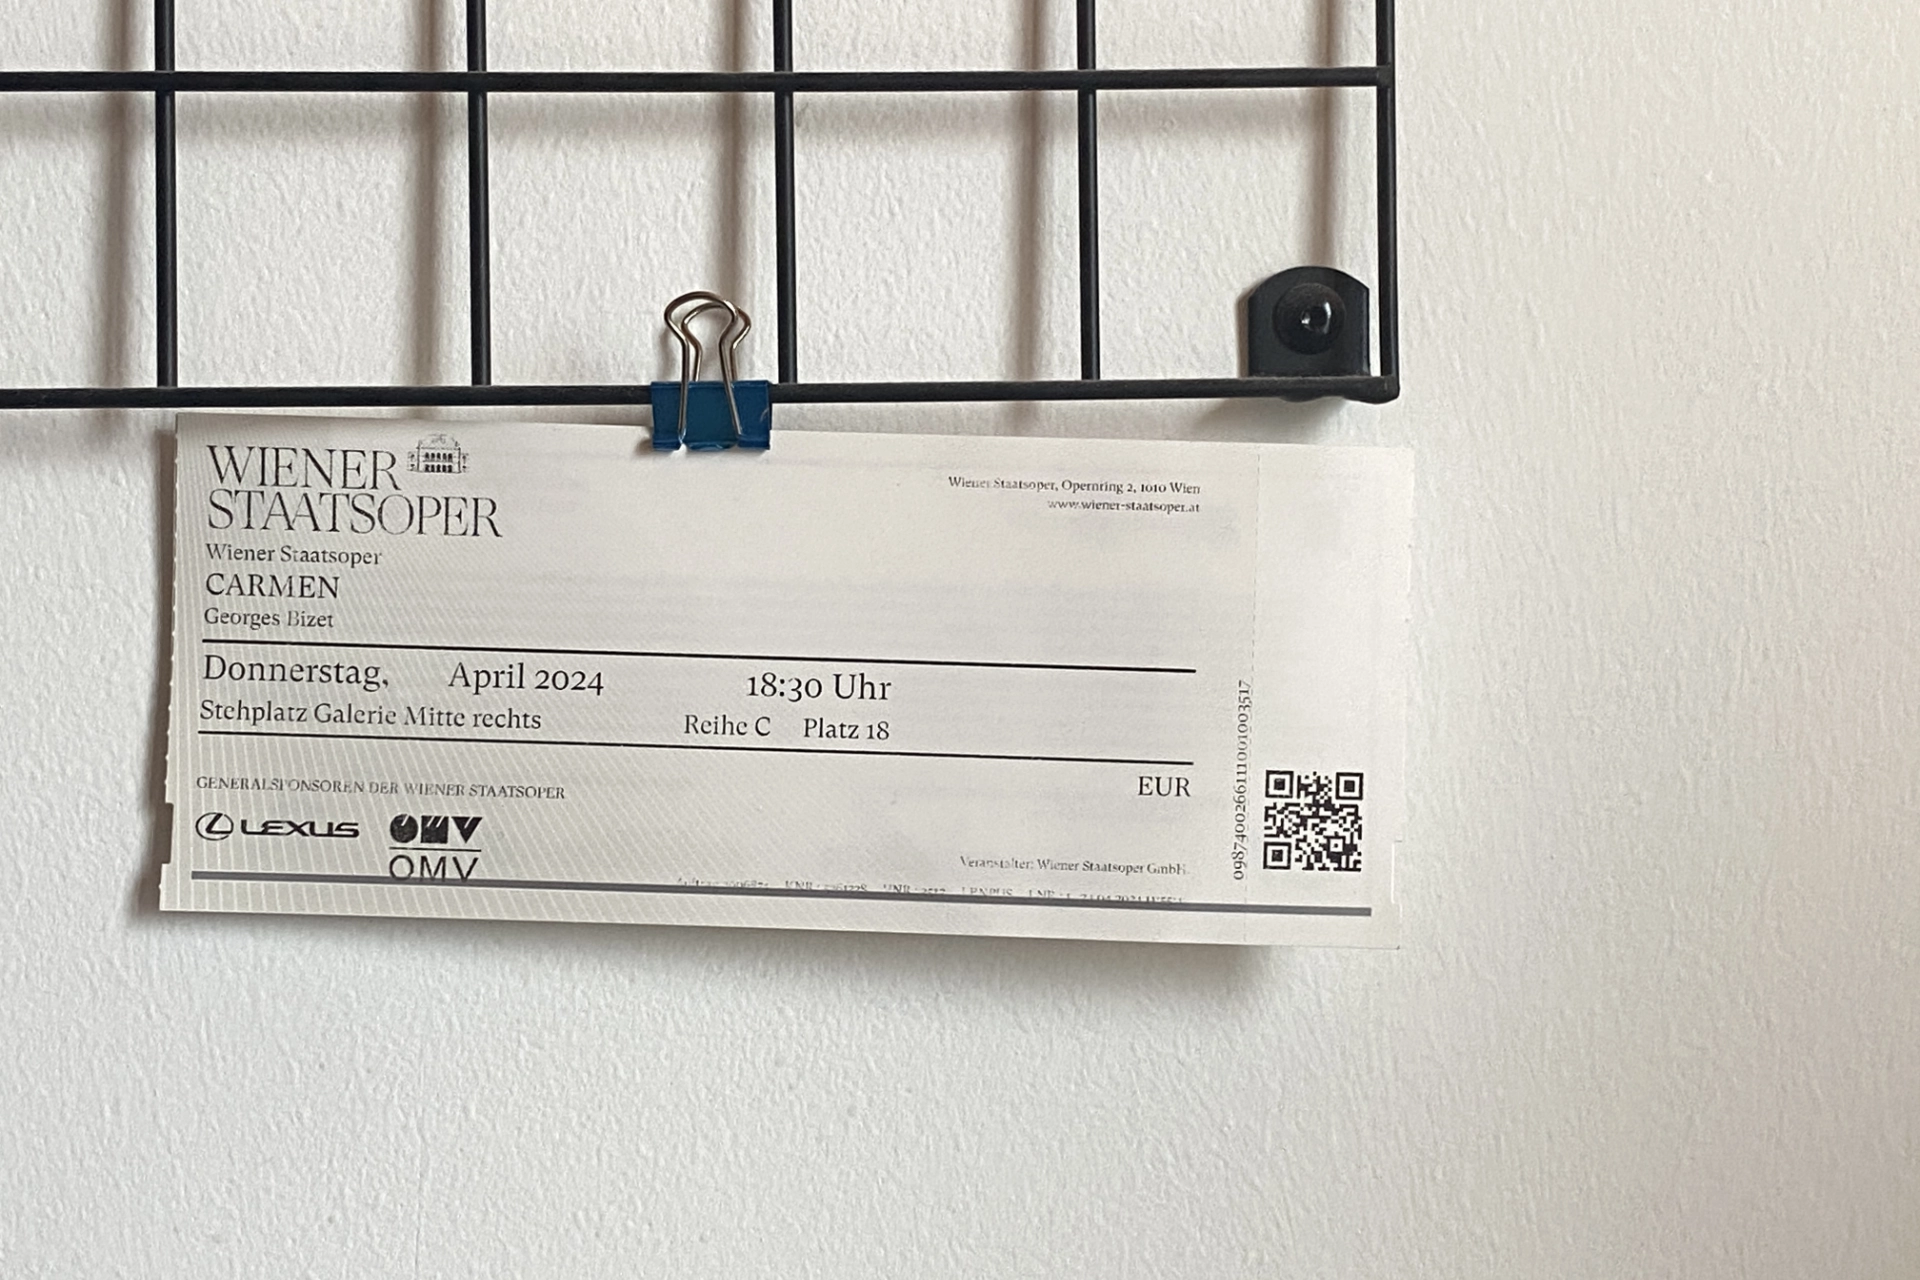 WIENER
STAATSOPER
Wiener Staatsoper, Opernring 2, 1010 Wien
www.wiener-staatsoper.at
Wiener Staatsoper
CARMEN
Georges Bizet
Donnerstag, April 2024 18:30 Uhr
Stehplatz Galerie Mitte rechts Reihe C Platz 18
EUR
GENERALSPONSOREN DER WIENER STAATSOPER
LEXUS OMV
OMV
Veranstalter: Wiener Staatsoper GmbH